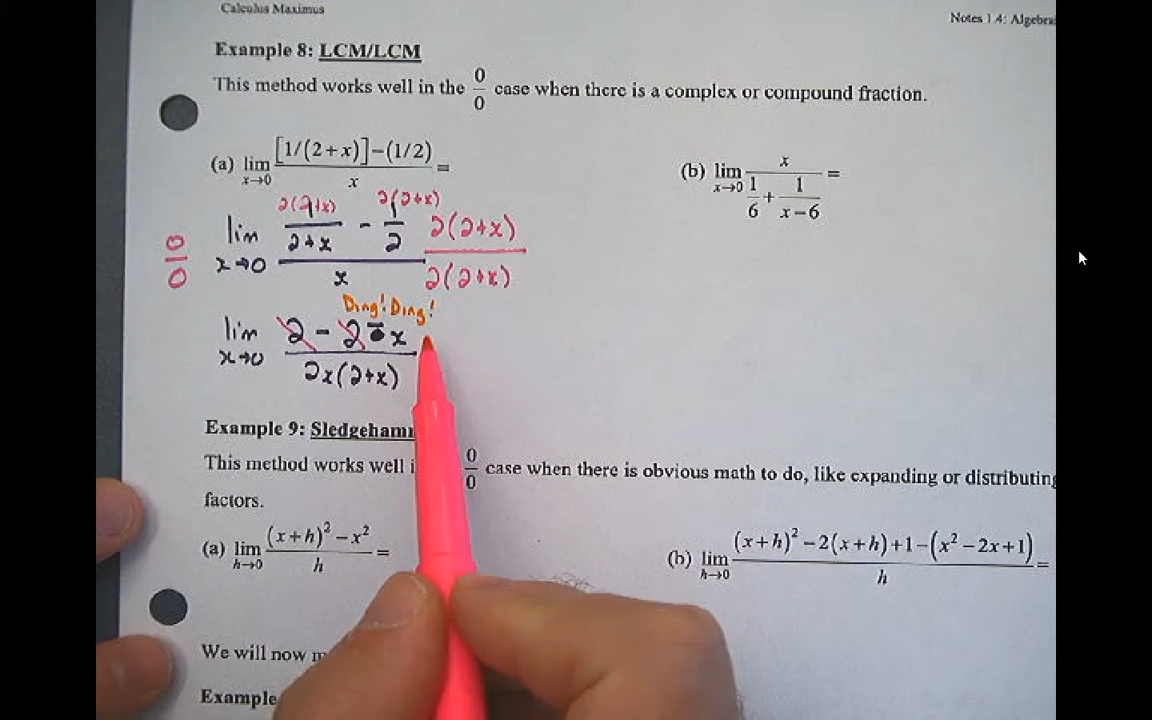 Calculus Maximus
Notes 1.4: Algebra
Example 8: LCM/LCM
This method works well in the 0/0 case when there is a complex or compound fraction.
(a) lim x→0 [1/(2+x)]−(1/2) / x =
(b) lim x→0 x / (1/6 + 1/(x−6)) =
2(2+x) 2(2+x)
0/0 lim x→0 (1/(2+x) − 1/2) / x 2(2+x) / 2(2+x)
Ding! Ding!
lim x→0 2 − 2 − x / 2x(2+x)
Example 9: Sledgeham
This method works well i 0/0 case when there is obvious math to do, like expanding or distributing
factors.
(a) lim h→0 (x+h)² − x² / h =
(b) lim h→0 (x+h)² − 2(x+h)+1−(x² − 2x+1) / h =
We will now
Example